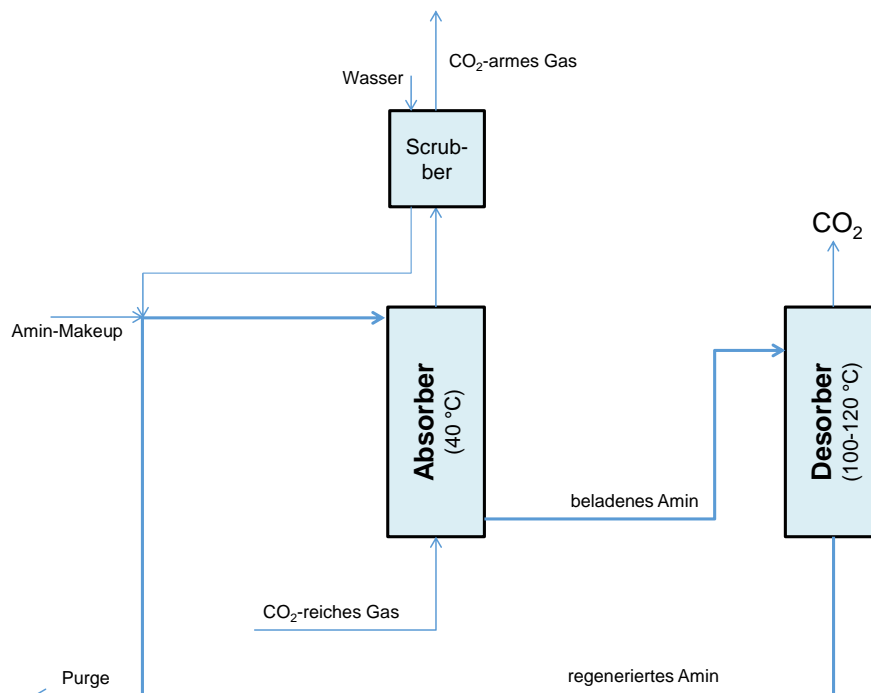 CO₂-armes Gas
Wasser
Scrub-
ber
CO₂
Amin-Makeup
Absorber
(40 °C)
Desorber
(100-120 °C)
beladenes Amin
CO₂-reiches Gas
Purge
regeneriertes Amin